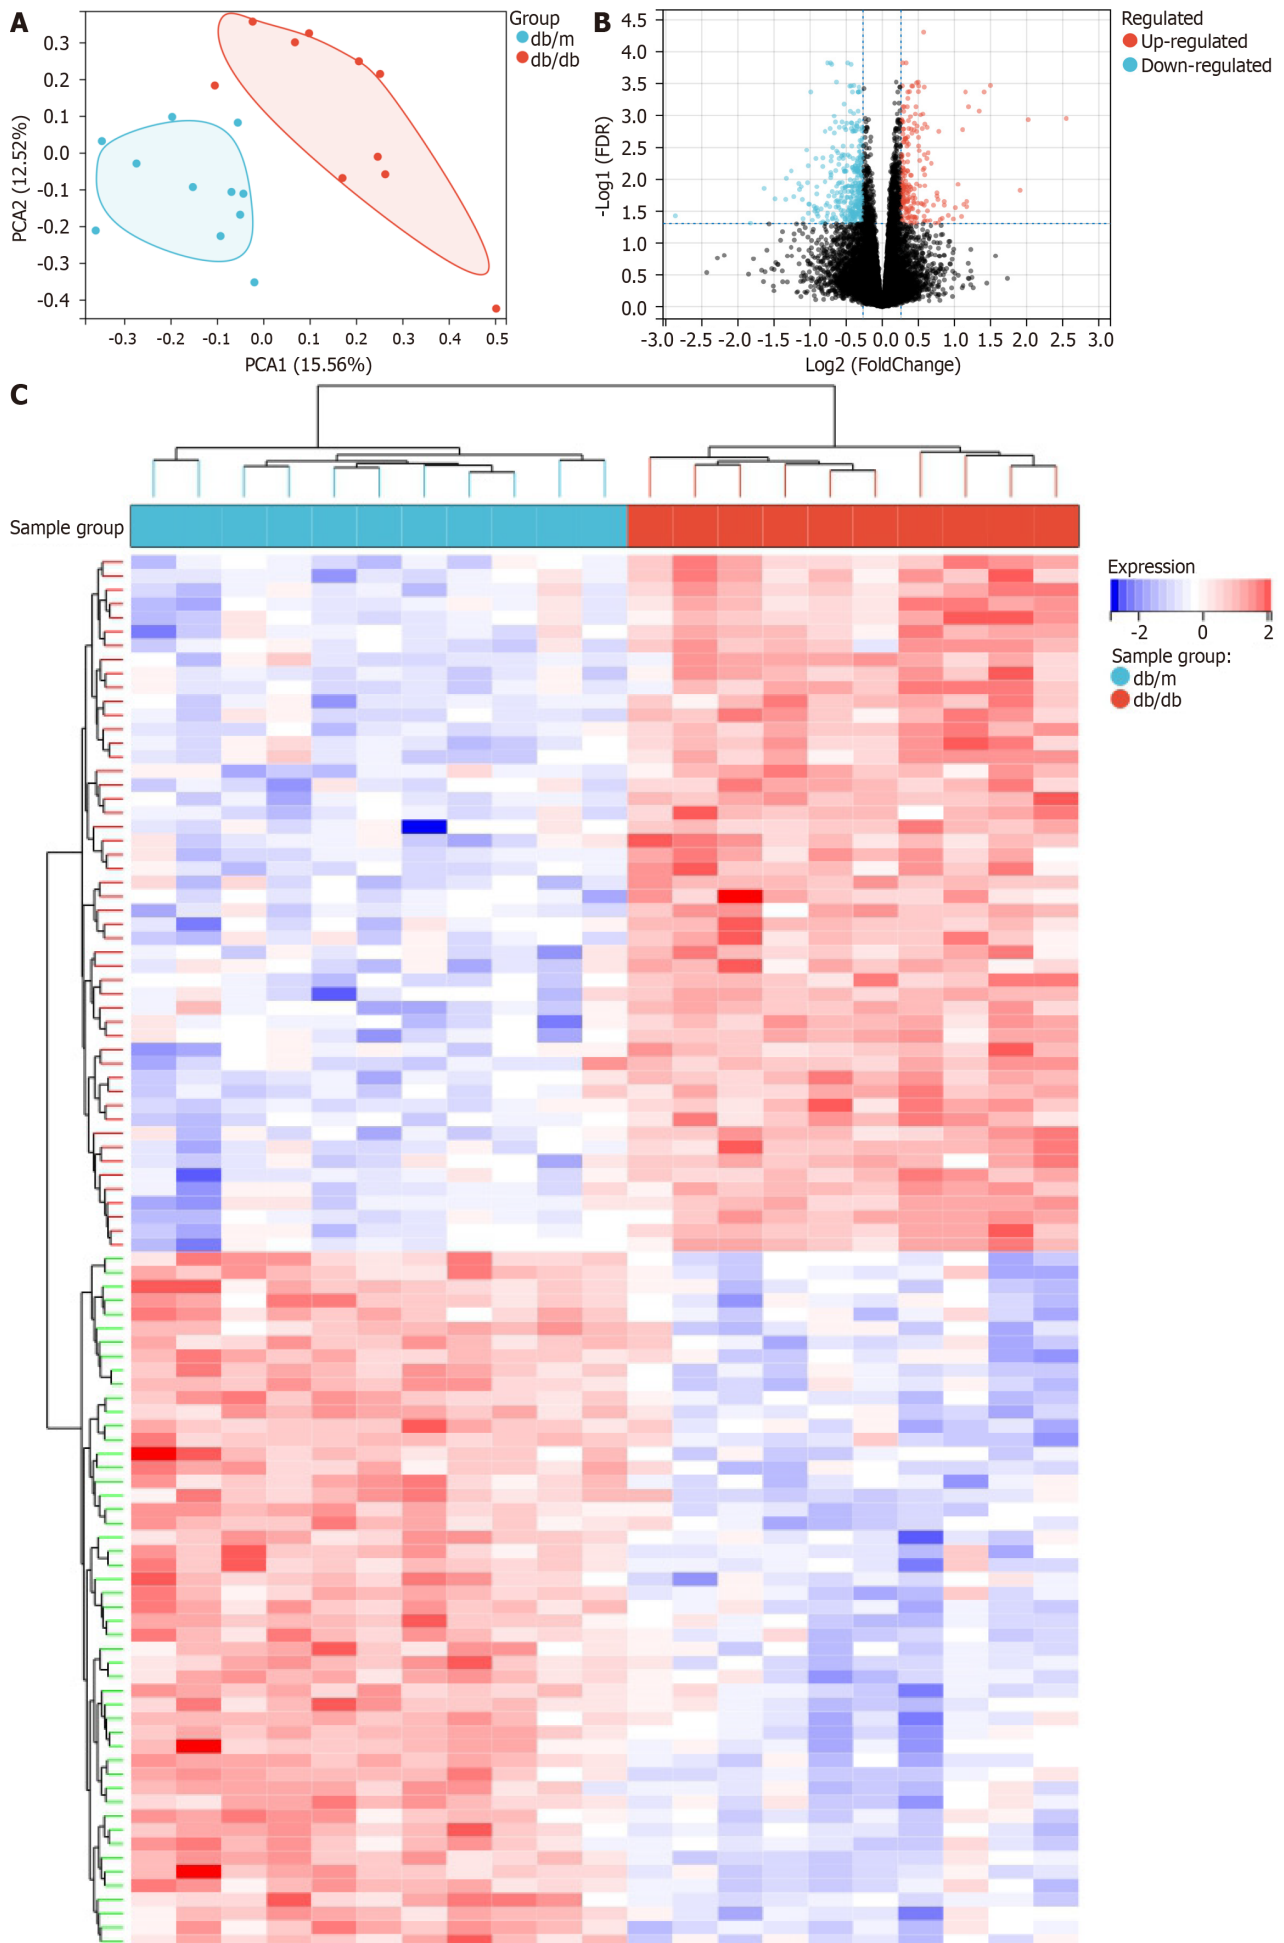 A
Group
db/m
db/db
0.3
0.2
0.1
0.0
-0.1
-0.2
-0.3
-0.4
PCA2 (12.52%)
-0.3 -0.2 -0.1 0.0 0.1 0.2 0.3 0.4 0.5
PCA1 (15.56%)
B
Regulated
Up-regulated
Down-regulated
4.5
4.0
3.5
3.0
2.5
2.0
1.5
1.0
0.5
0.0
-Log1 (FDR)
-3.0 -2.5 -2.0 -1.5 -1.0 -0.5 0.0 0.5 1.0 1.5 2.0 2.5 3.0
Log2 (FoldChange)
C
Sample group
Expression
-2 0 2
Sample group:
db/m
db/db